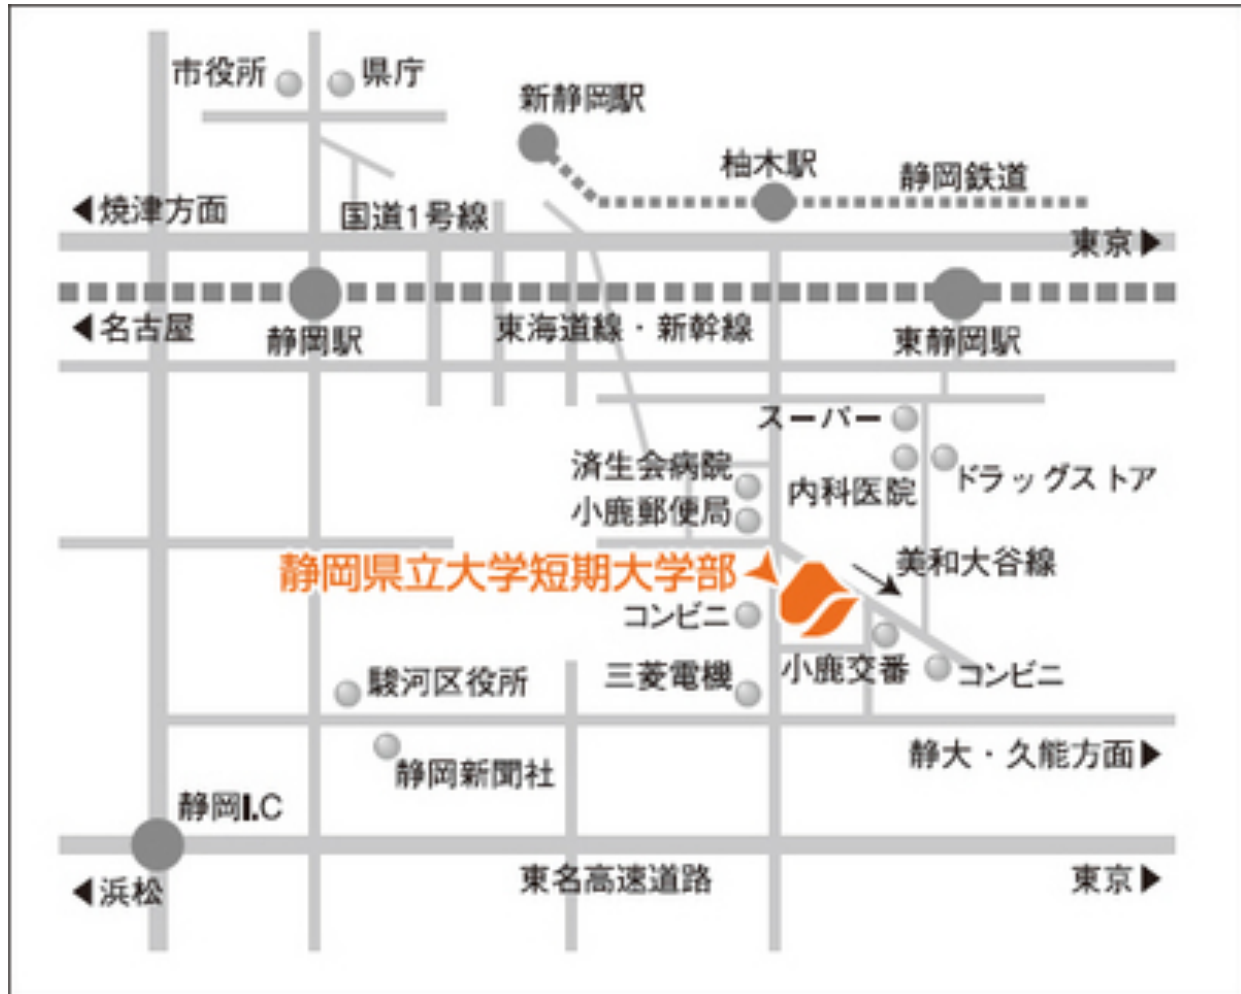 市役所
県庁
新静岡駅
柚木駅
静岡鉄道
◀焼津方面
国道1号線
東京▶
◀名古屋
静岡駅
東海道線・新幹線
東静岡駅
スーパー
済生会病院
内科医院
ドラッグストア
小鹿郵便局
静岡県立大学短期大学部
美和大谷線
コンビニ
小鹿交番
コンビニ
駿河区役所
三菱電機
静岡新聞社
静大・久能方面▶
静岡I.C
◀浜松
東名高速道路
東京▶